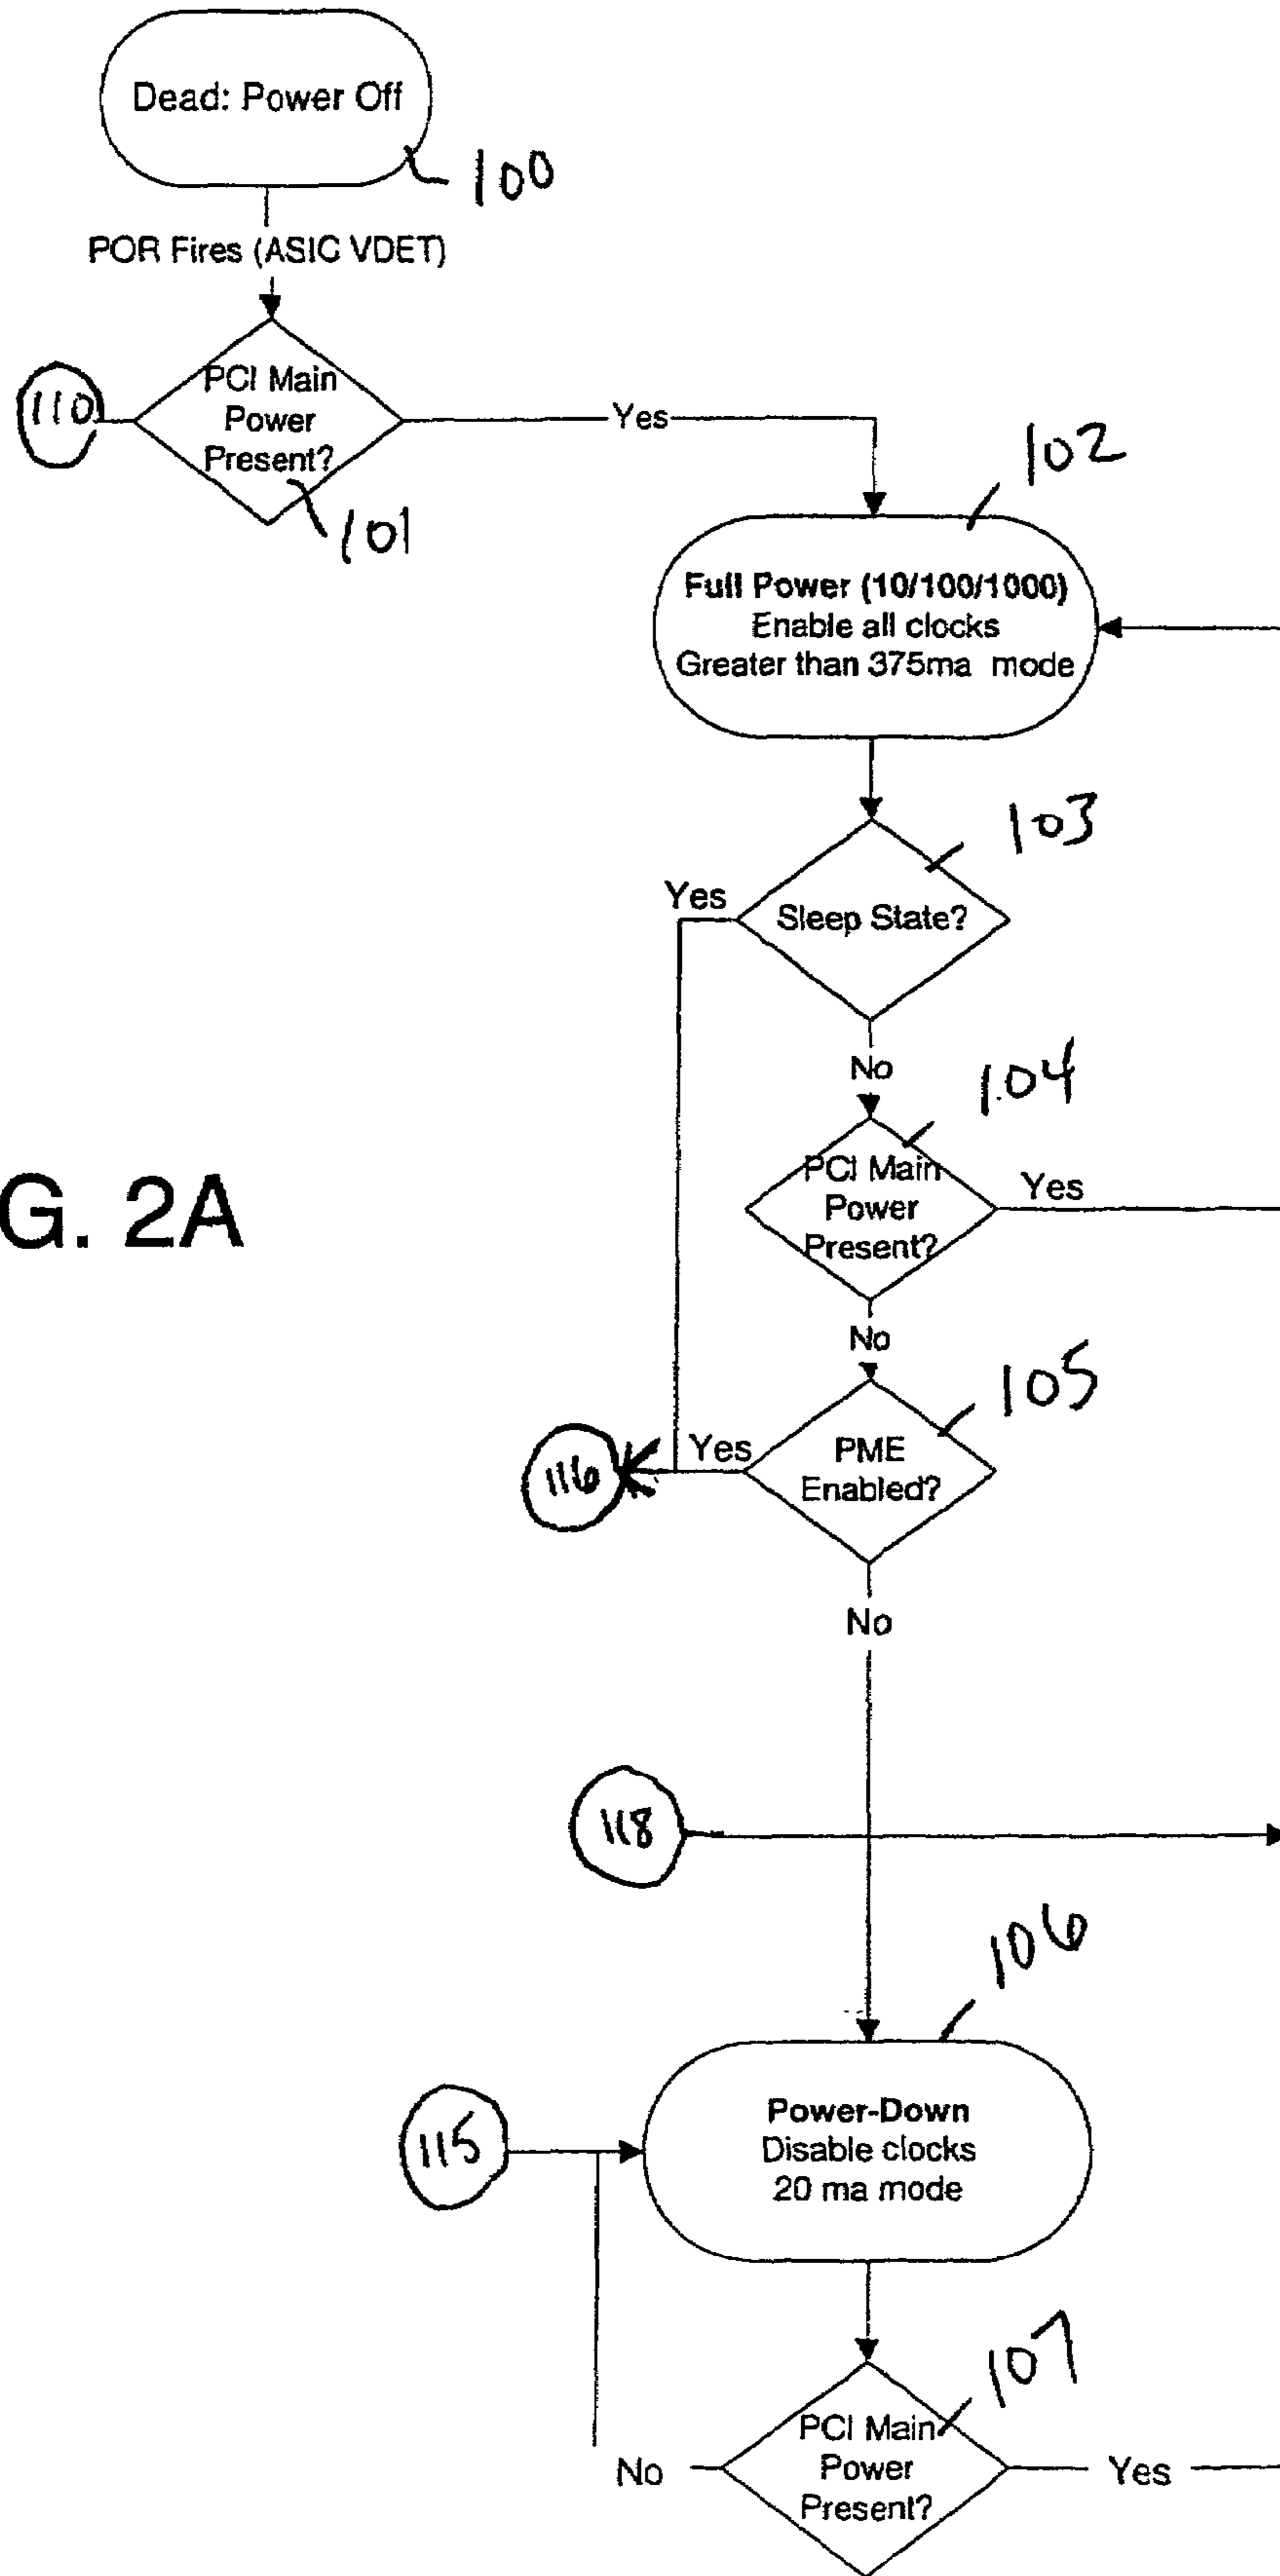 Dead: Power Off
100
POR Fires (ASIC VDET)
110
PCI Main
Power
Present?
Yes
101
102
Full Power (10/100/1000)
Enable all clocks
Greater than 375ma mode
103
Yes
Sleep State?
No
104
PCI Main
Power
Present?
Yes
G. 2A
No
105
116
Yes
PME
Enabled?
No
118
106
115
Power-Down
Disable clocks
20 ma mode
107
PCI Main
Power
Present?
No
Yes